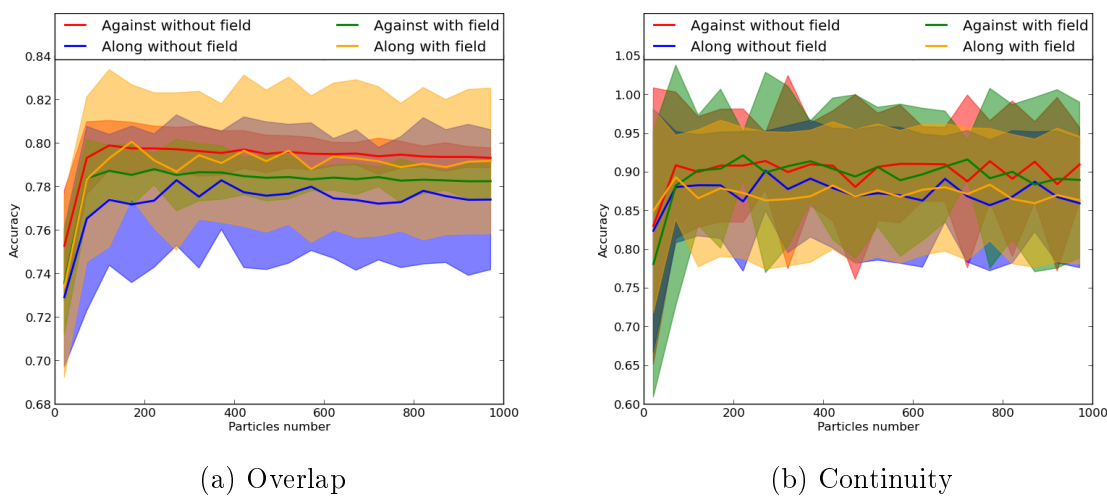 Against without field Against with field
Along without field Along with field
0.84
0.82
0.80
0.78
0.76
0.74
0.72
0.70
0.68
Accuracy
0 200 400 600 800 1000
Particles number
(a) Overlap
Against without field Against with field
Along without field Along with field
1.05
1.00
0.95
0.90
0.85
0.80
0.75
0.70
0.65
0.60
Accuracy
0 200 400 600 800 1000
Particles number
(b) Continuity